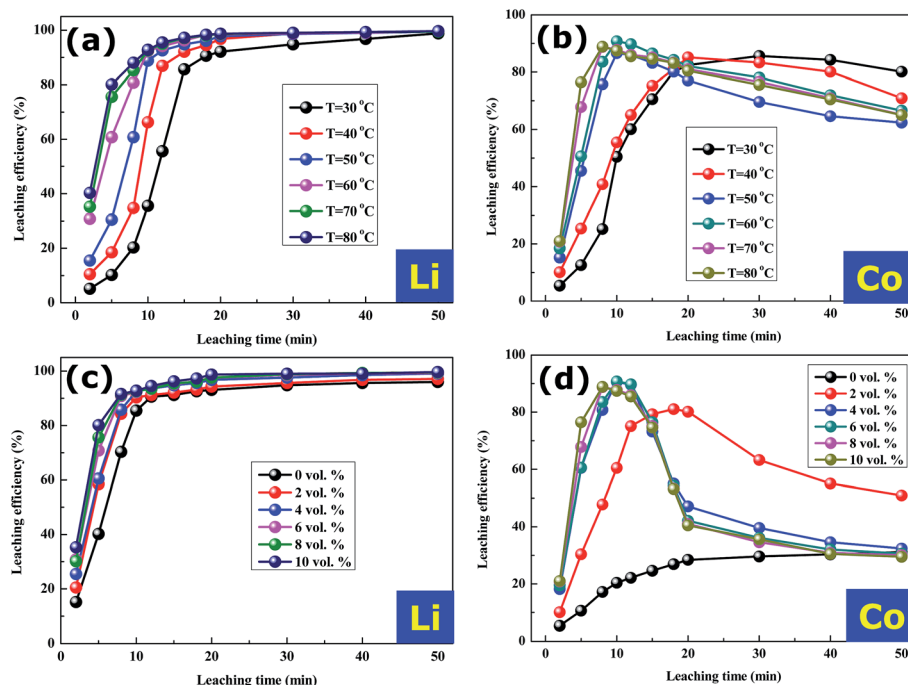 (a)
Leaching efficiency (%)
100
80
60
40
20
0
T=30 °C
T=40 °C
T=50 °C
T=60 °C
T=70 °C
T=80 °C
Li
0 10 20 30 40 50
Leaching time (min)
(b)
Leaching efficiency (%)
100
80
60
40
20
0
T=30 °C
T=40 °C
T=50 °C
T=60 °C
T=70 °C
T=80 °C
Co
0 10 20 30 40 50
Leaching time (min)
(c)
Leaching efficiency (%)
100
80
60
40
20
0
0 vol. %
2 vol. %
4 vol. %
6 vol. %
8 vol. %
10 vol. %
Li
0 10 20 30 40 50
Leaching time (min)
(d)
Leaching efficiency (%)
100
80
60
40
20
0
0 vol. %
2 vol. %
4 vol. %
6 vol. %
8 vol. %
10 vol. %
Co
0 10 20 30 40 50
Leaching time (min)